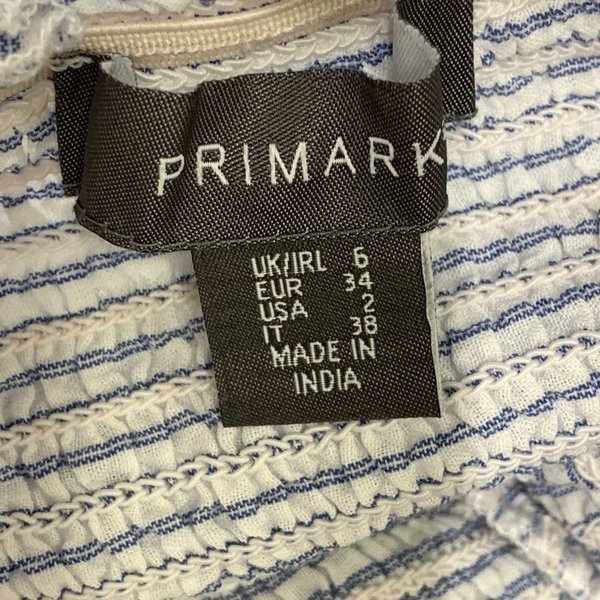 PRIMARK
UK/IRL 6
EUR 34
USA 2
IT 38
MADE IN
INDIA